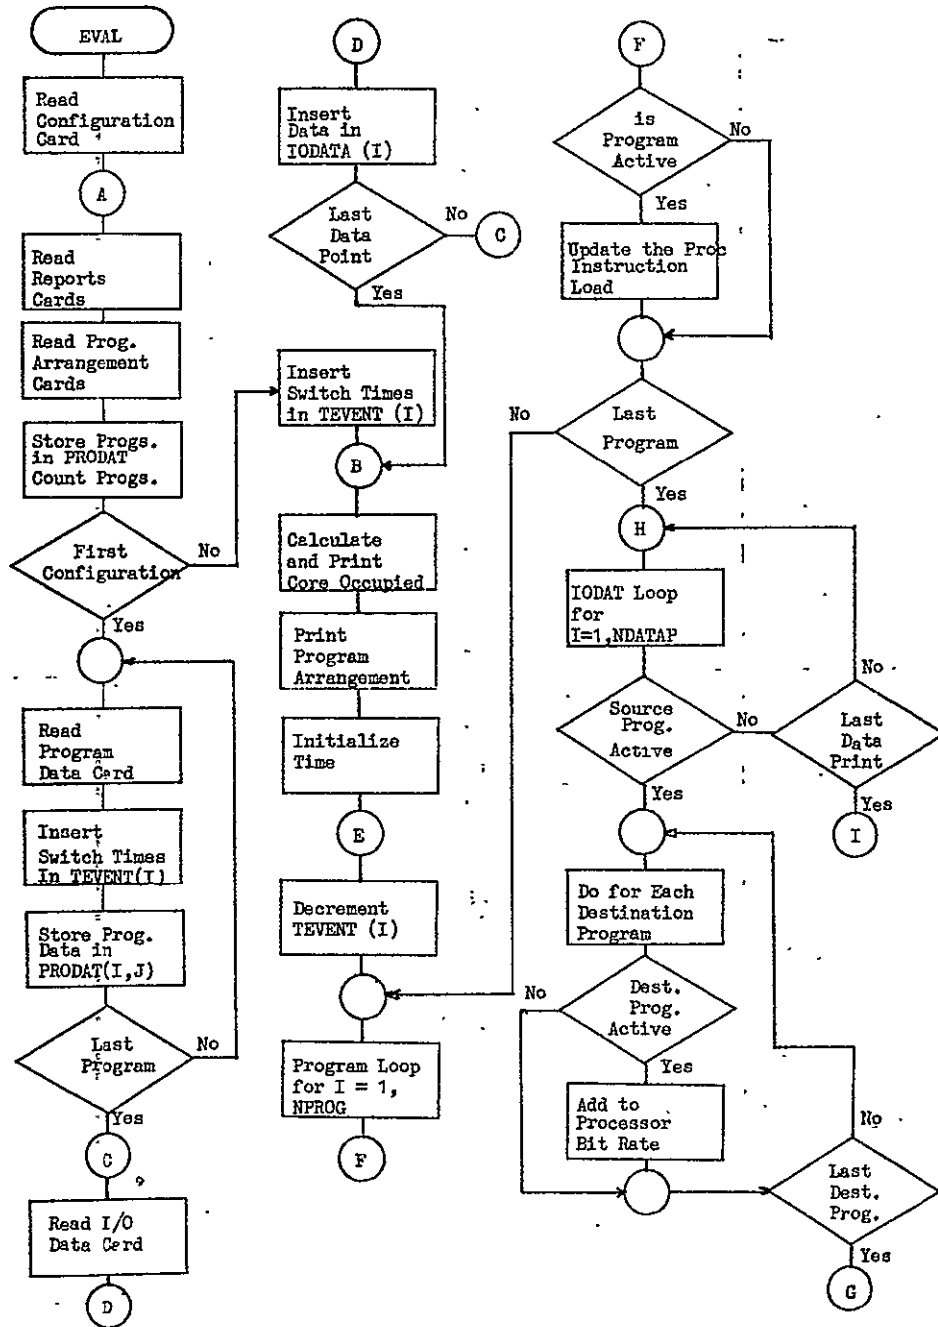 EVAL
Read
Configuration
Card
A
Read
Reports
Cards
Read Prog.
Arrangement
Cards
Store Progs.
in PRODAT
Count Progs.
First
Configuration
No
Yes
Read
Program
Data Card
Insert
Switch Times
In TEVENT(I)
Store Prog.
Data in
PRODAT(I,J)
Last
Program
No
Yes
C
Read I/O
Data Card
D
D
Insert
Data in
IODATA (I)
Last
Data
Point
No
C
Yes
Insert
Switch Times
in TEVENT (I)
B
Calculate
and Print
Core Occupied
Print
Program
Arrangement
Initialize
Time
E
Decrement
TEVENT (I)
Program Loop
for I = 1,
NPROG
F
F
is
Program
Active
No
Yes
Update the Proc
Instruction
Load
Last
Program
No
Yes
H
IODAT Loop
for
I=1,NDATAP
Source
Prog.
Active
No
Last
Data
Print
No
Yes
I
Yes
Do for Each
Destination
Program
Dest.
Prog.
Active
No
Yes
Add to
Processor
Bit Rate
Last
Dest.
Prog.
No
Yes
G